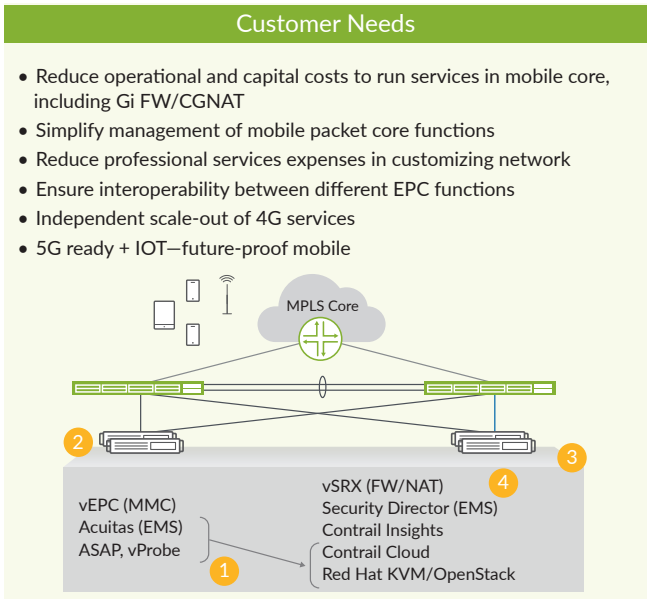 Customer Needs
• Reduce operational and capital costs to run services in mobile core,
including Gi FW/CGNAT
• Simplify management of mobile packet core functions
• Reduce professional services expenses in customizing network
• Ensure interoperability between different EPC functions
• Independent scale-out of 4G services
• 5G ready + IOT—future-proof mobile
MPLS Core
2
3
4
vEPC (MMC)
Acuitas (EMS)
ASAP, vProbe
1
vSRX (FW/NAT)
Security Director (EMS)
Contrail Insights
Contrail Cloud
Red Hat KVM/OpenStack